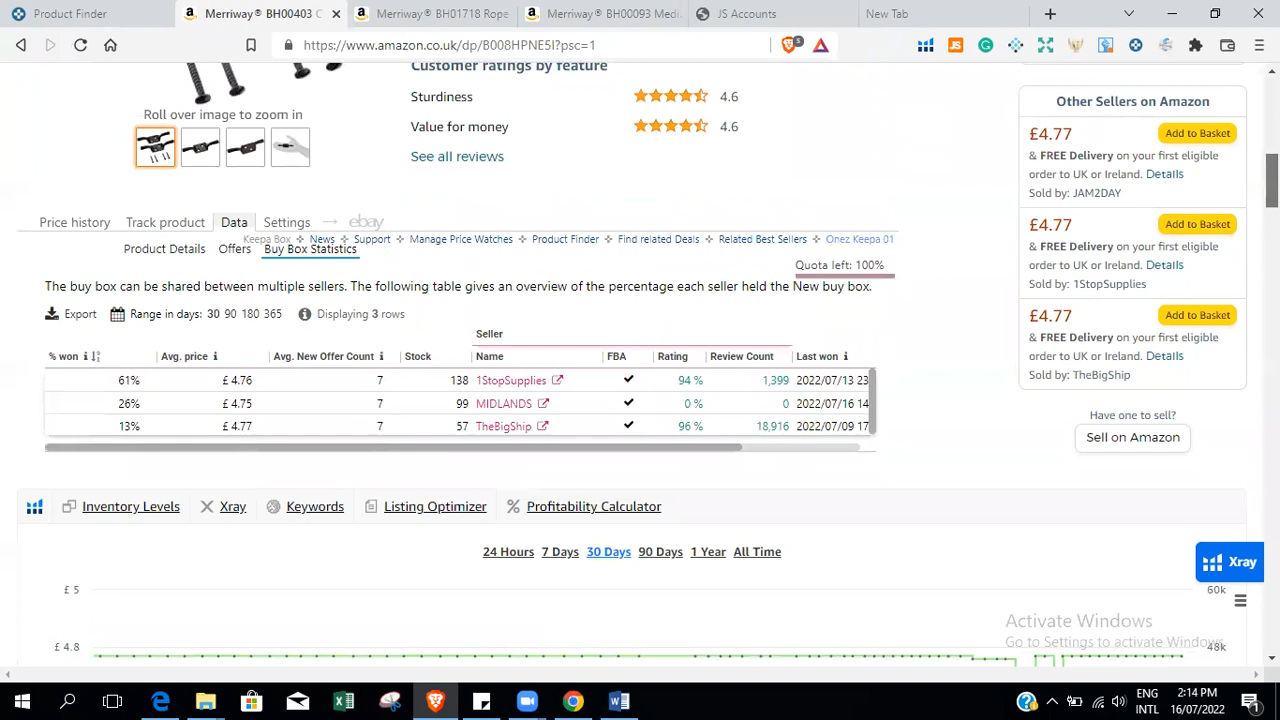 Product Finder
Merriway® BH00403 C
Merriway® BH01718 Rope
Merriway® BH00093 Medi
JS Accounts
New Tab
https://www.amazon.co.uk/dp/B008HPNE5I?psc=1
5
Customer ratings by feature
Sturdiness 4.6
Roll over image to zoom in
Value for money 4.6
See all reviews
Other Sellers on Amazon
£4.77 Add to Basket
& FREE Delivery on your first eligible
order to UK or Ireland. Details
Sold by: JAM2DAY
£4.77 Add to Basket
& FREE Delivery on your first eligible
order to UK or Ireland. Details
Sold by: 1StopSupplies
£4.77 Add to Basket
& FREE Delivery on your first eligible
order to UK or Ireland. Details
Sold by: TheBigShip
Have one to sell?
Sell on Amazon
Price history Track product Data Settings → ebay
Keepa Box News Support Manage Price Watches Product Finder Find related Deals Related Best Sellers Onez Keepa 01
Product Details Offers Buy Box Statistics
Quota left: 100%
The buy box can be shared between multiple sellers. The following table gives an overview of the percentage each seller held the New buy box.
Export Range in days: 30 90 180 365 Displaying 3 rows
Seller
% won Avg. price Avg. New Offer Count Stock Name FBA Rating Review Count Last won
61% £ 4.76 7 138 1StopSupplies 94 % 1,399 2022/07/13 23
26% £ 4.75 7 99 MIDLANDS 0 % 0 2022/07/16 14
13% £ 4.77 7 57 TheBigShip 96 % 18,916 2022/07/09 17
Inventory Levels Xray Keywords Listing Optimizer Profitability Calculator
24 Hours 7 Days 30 Days 90 Days 1 Year All Time
Xray
£ 5 60k
Activate Windows
Go to Settings to activate Windows.
£ 4.8 48k
ENG
INTL
2:14 PM
16/07/2022
1